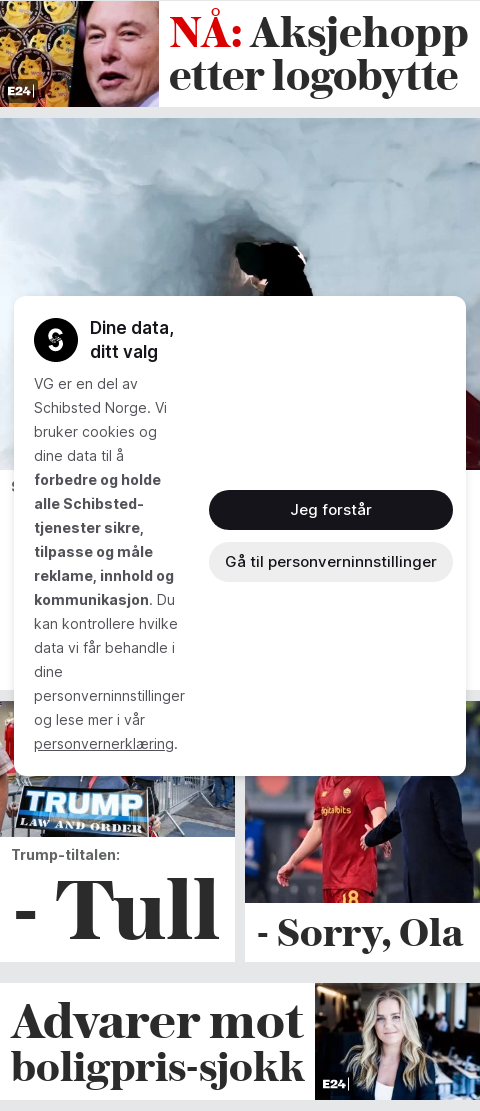 NÅ: Aksjehopp
etter logobytte
E24
Dine data,
ditt valg
VG er en del av
Schibsted Norge. Vi
bruker cookies og
dine data til å
forbedre og holde
alle Schibsted-
tjenester sikre,
tilpasse og måle
reklame, innhold og
kommunikasjon. Du
kan kontrollere hvilke
data vi får behandle i
dine
personverninnstillinger
og lese mer i vår
personvernerklæring.
Jeg forstår
Gå til personverninnstillinger
TRUMP
LAW AND ORDER
Trump-tiltalen:
- Tull
digitalbits
18
- Sorry, Ola
Advarer mot
boligpris-sjokk
E24